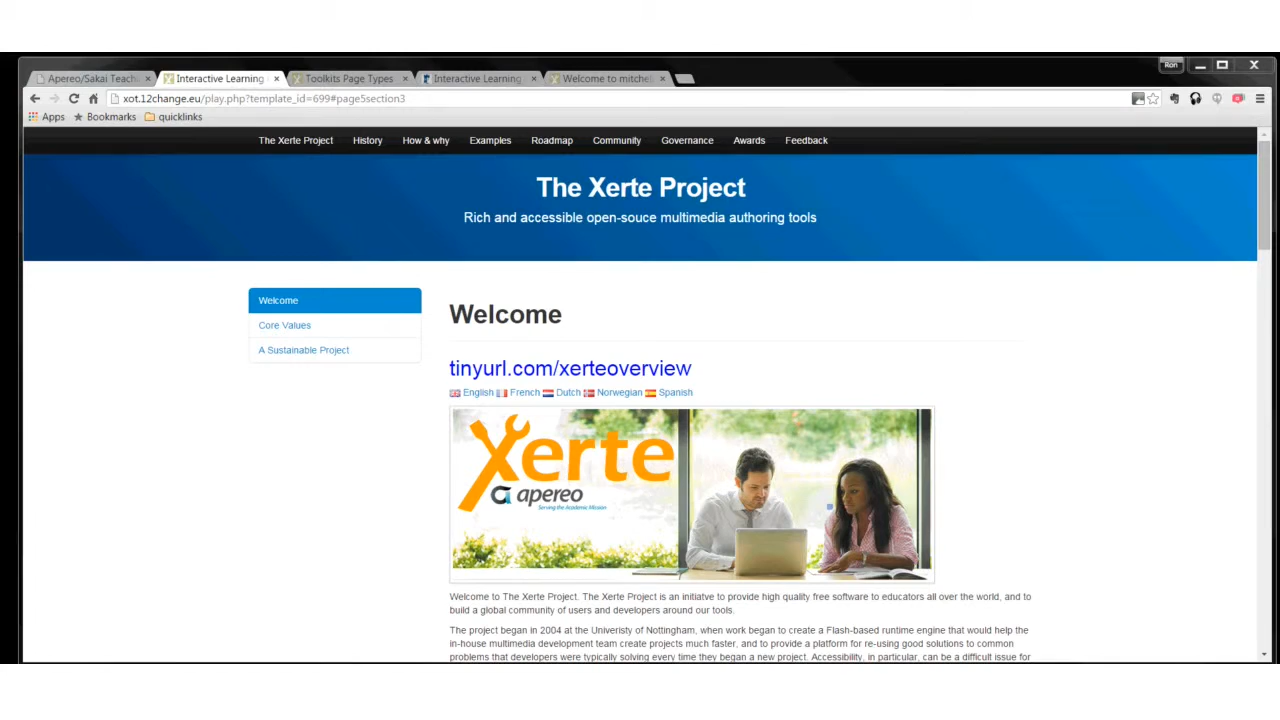 Ron
Apereo/Sakai Teach Interactive Learning Toolkits Page Types Interactive Learning Welcome to mitchel
xot.12change.eu/play.php?template_id=699#page5section3
Apps Bookmarks quicklinks
The Xerte Project History How & why Examples Roadmap Community Governance Awards Feedback
The Xerte Project
Rich and accessible open-souce multimedia authoring tools
Welcome
Core Values
A Sustainable Project
Welcome
tinyurl.com/xerteoverview
English French Dutch Norwegian Spanish
Xerte
apereo
Serving the Academic Mission
Welcome to The Xerte Project. The Xerte Project is an initiatve to provide high quality free software to educators all over the world, and to
build a global community of users and developers around our tools.
The project began in 2004 at the Univeristy of Nottingham, when work began to create a Flash-based runtime engine that would help the
in-house multimedia development team create projects much faster, and to provide a platform for re-using good solutions to common
problems that developers were typically solving every time they began a new project. Accessibility, in particular, can be a difficult issue for